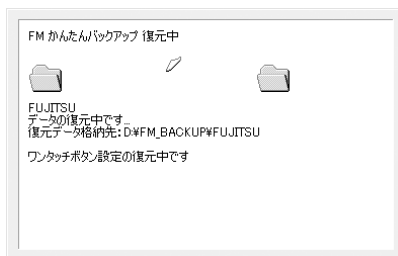 FM かんたんバックアップ 復元中
FUJITSU
データの復元中です...
復元データ格納先：D:¥FM_BACKUP¥FUJITSU
ワンタッチボタン設定の復元中です